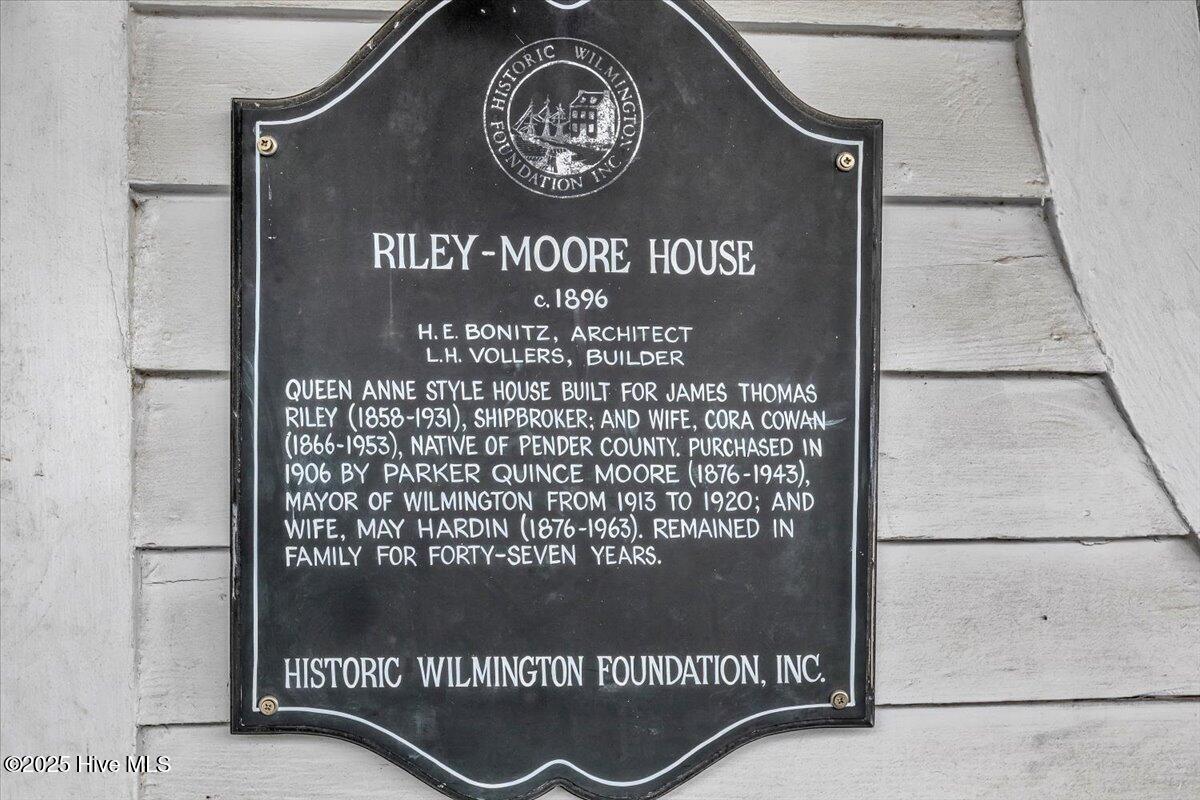 HISTORIC WILMINGTON
FOUNDATION INC.
RILEY-MOORE HOUSE
c. 1896
H. E. BONITZ, ARCHITECT
L.H. VOLLERS, BUILDER
QUEEN ANNE STYLE HOUSE BUILT FOR JAMES THOMAS
RILEY (1858-1931), SHIPBROKER; AND WIFE, CORA COWAN
(1866-1953), NATIVE OF PENDER COUNTY. PURCHASED IN
1906 BY PARKER QUINCE MOORE (1876-1943),
MAYOR OF WILMINGTON FROM 1913 TO 1920; AND
WIFE, MAY HARDIN (1876-1963). REMAINED IN
FAMILY FOR FORTY-SEVEN YEARS.
HISTORIC WILMINGTON FOUNDATION, INC.
©2025 Hive MLS